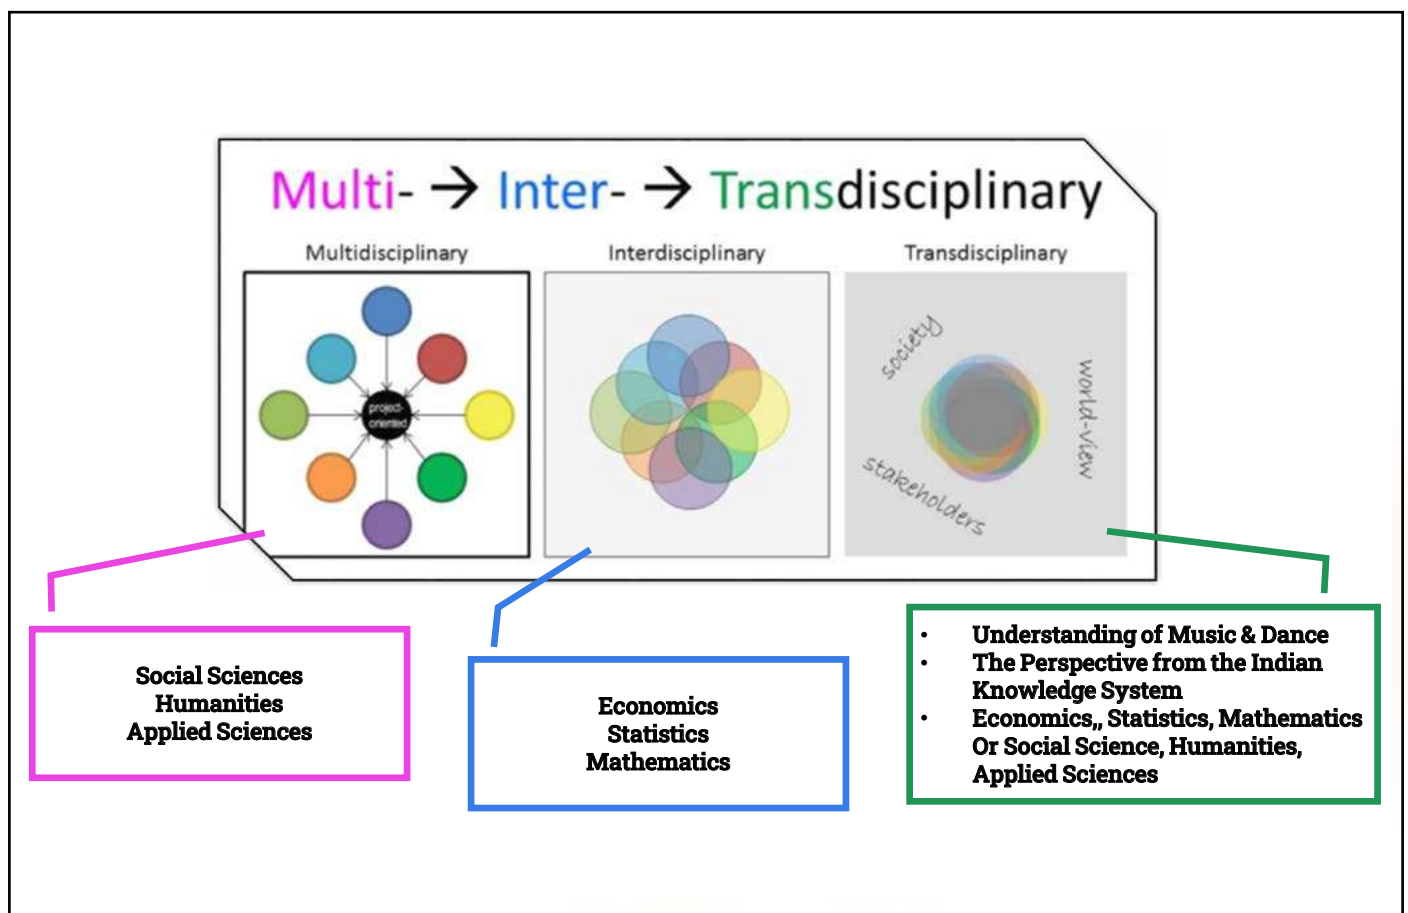 Multi- → Inter- → Transdisciplinary
Multidisciplinary
Interdisciplinary
Transdisciplinary
project-
oriented
society
world-view
stakeholders
Social Sciences
Humanities
Applied Sciences
Economics
Statistics
Mathematics
• Understanding of Music & Dance
• The Perspective from the Indian
Knowledge System
• Economics,, Statistics, Mathematics
Or Social Science, Humanities,
Applied Sciences